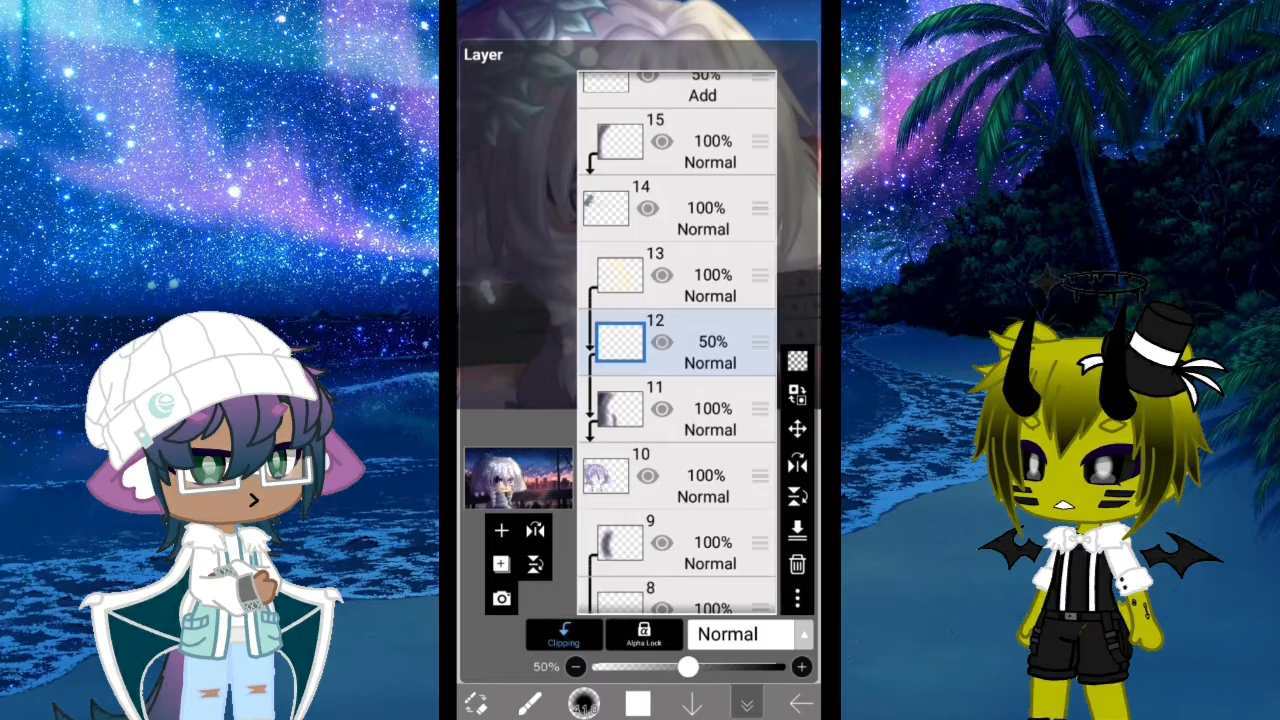 Layer
50%
Add
15
100%
Normal
14
100%
Normal
13
100%
Normal
12
50%
Normal
11
100%
Normal
10
100%
Normal
9
100%
Normal
8
100%
Clipping
Alpha Lock
Normal
50%